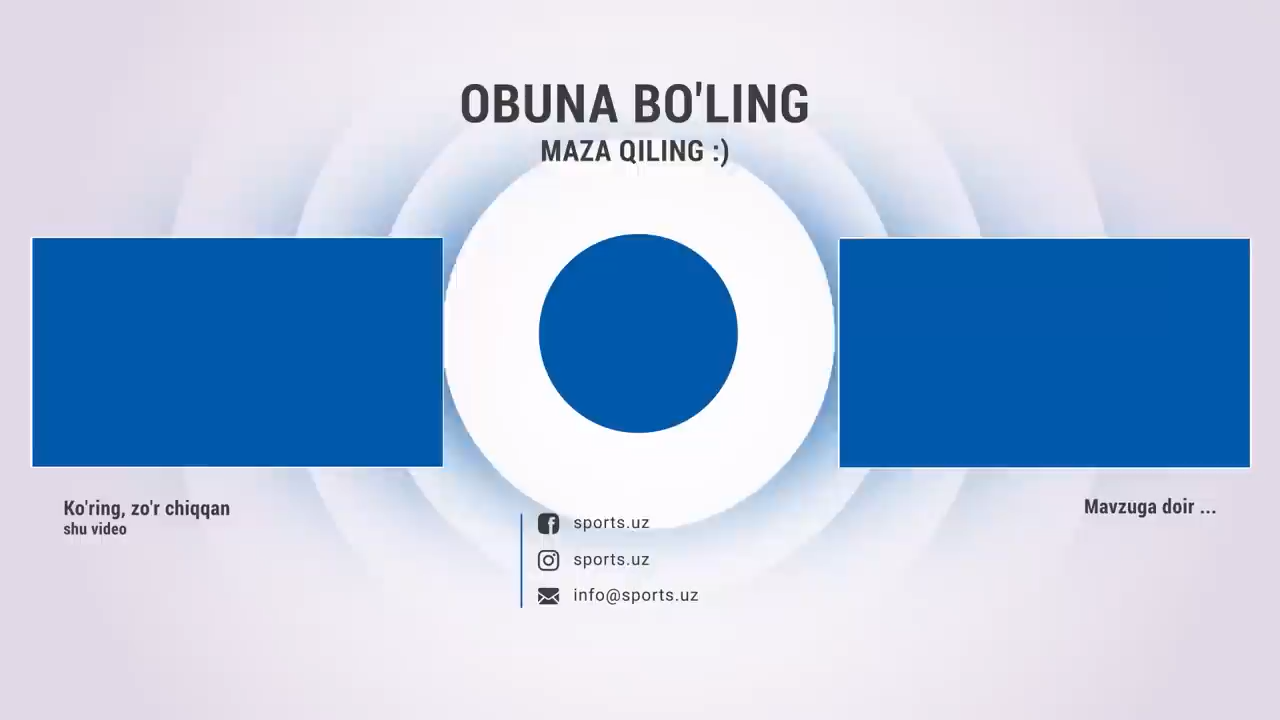 OBUNA BO'LING
MAZA QILING :)
Ko'ring, zo'r chiqqan
shu video
Mavzuga doir ...
sports.uz
sports.uz
info@sports.uz